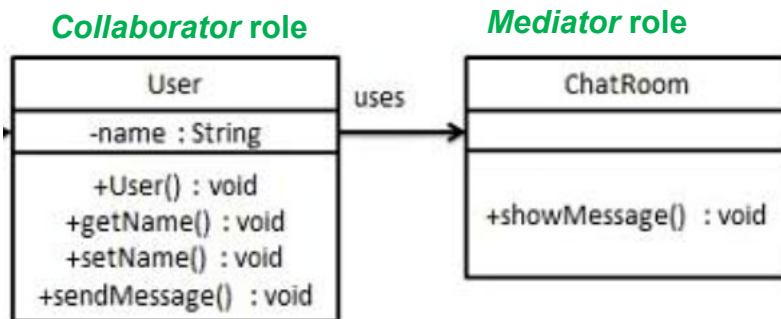 Collaborator role
Mediator role
User
-name : String
+User() : void
+getName() : void
+setName() : void
+sendMessage() : void
uses
ChatRoom
+showMessage() : void